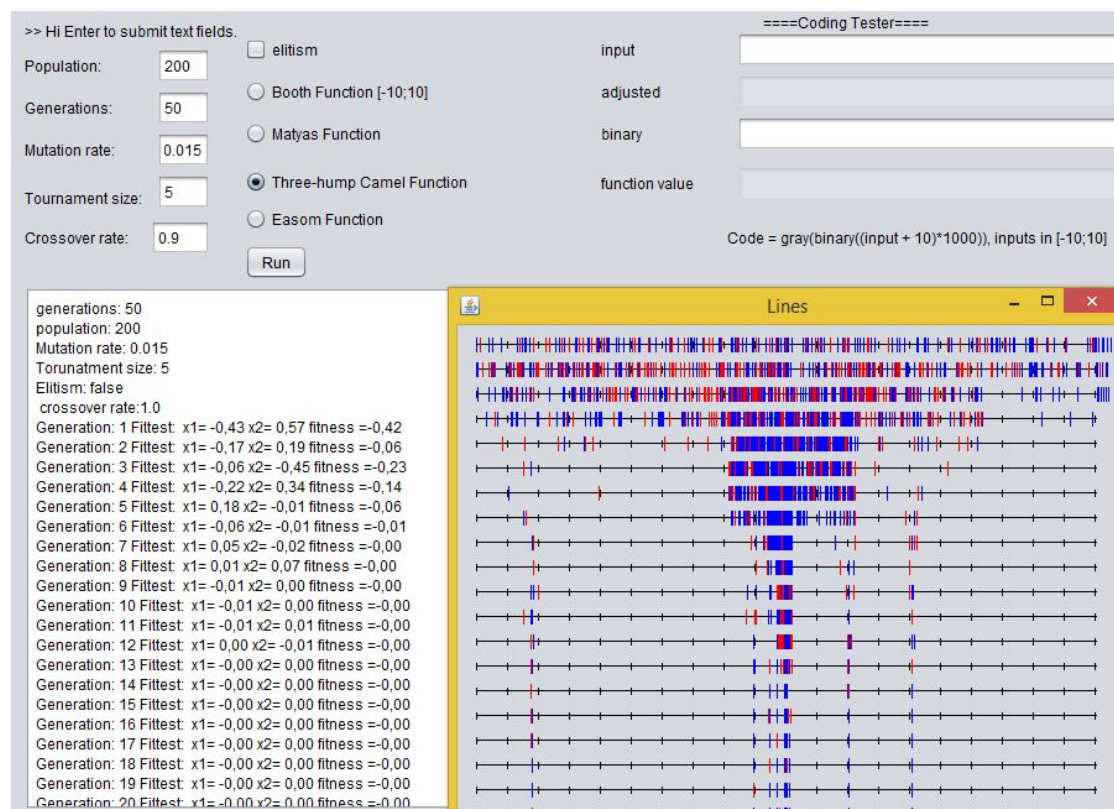 ====Coding Tester====
>> Hi Enter to submit text fields.
Population: 200
Generations: 50
Mutation rate: 0.015
Tournament size: 5
Crossover rate: 0.9
elitism
Booth Function [-10;10]
Matyas Function
Three-hump Camel Function
Easom Function
Run
input
adjusted
binary
function value
Code = gray(binary((input + 10)*1000)), inputs in [-10;10]
generations: 50
population: 200
Mutation rate: 0.015
Torunatment size: 5
Elitism: false
crossover rate:1.0
Generation: 1 Fittest: x1= -0,43 x2= 0,57 fitness =-0,42
Generation: 2 Fittest: x1= -0,17 x2= 0,19 fitness =-0,06
Generation: 3 Fittest: x1= -0,06 x2= -0,45 fitness =-0,23
Generation: 4 Fittest: x1= -0,22 x2= 0,34 fitness =-0,14
Generation: 5 Fittest: x1= 0,18 x2= -0,01 fitness =-0,06
Generation: 6 Fittest: x1= -0,06 x2= -0,01 fitness =-0,01
Generation: 7 Fittest: x1= 0,05 x2= -0,02 fitness =-0,00
Generation: 8 Fittest: x1= 0,01 x2= 0,07 fitness =-0,00
Generation: 9 Fittest: x1= -0,01 x2= 0,00 fitness =-0,00
Generation: 10 Fittest: x1= -0,01 x2= 0,00 fitness =-0,00
Generation: 11 Fittest: x1= -0,01 x2= 0,01 fitness =-0,00
Generation: 12 Fittest: x1= 0,00 x2= -0,01 fitness =-0,00
Generation: 13 Fittest: x1= -0,00 x2= 0,00 fitness =-0,00
Generation: 14 Fittest: x1= -0,00 x2= 0,00 fitness =-0,00
Generation: 15 Fittest: x1= -0,00 x2= 0,00 fitness =-0,00
Generation: 16 Fittest: x1= -0,00 x2= 0,00 fitness =-0,00
Generation: 17 Fittest: x1= -0,00 x2= 0,00 fitness =-0,00
Generation: 18 Fittest: x1= -0,00 x2= 0,00 fitness =-0,00
Generation: 19 Fittest: x1= -0,00 x2= 0,00 fitness =-0,00
Generation: 20 Fittest: x1= -0,00 x2= 0,00 fitness =-0,00
Lines